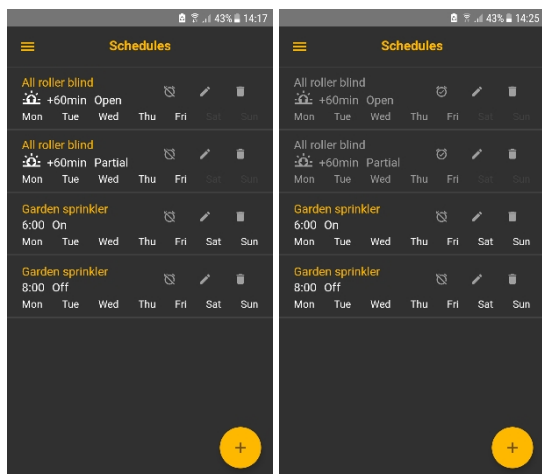 43% 14:17
Schedules
All roller blind
+60min Open
Mon Tue Wed Thu Fri Sat Sun
All roller blind
+60min Partial
Mon Tue Wed Thu Fri Sat Sun
Garden sprinkler
6:00 On
Mon Tue Wed Thu Fri Sat Sun
Garden sprinkler
8:00 Off
Mon Tue Wed Thu Fri Sat Sun
+
43% 14:25
Schedules
All roller blind
+60min Open
Mon Tue Wed Thu Fri Sat Sun
All roller blind
+60min Partial
Mon Tue Wed Thu Fri Sat Sun
Garden sprinkler
6:00 On
Mon Tue Wed Thu Fri Sat Sun
Garden sprinkler
8:00 Off
Mon Tue Wed Thu Fri Sat Sun
+